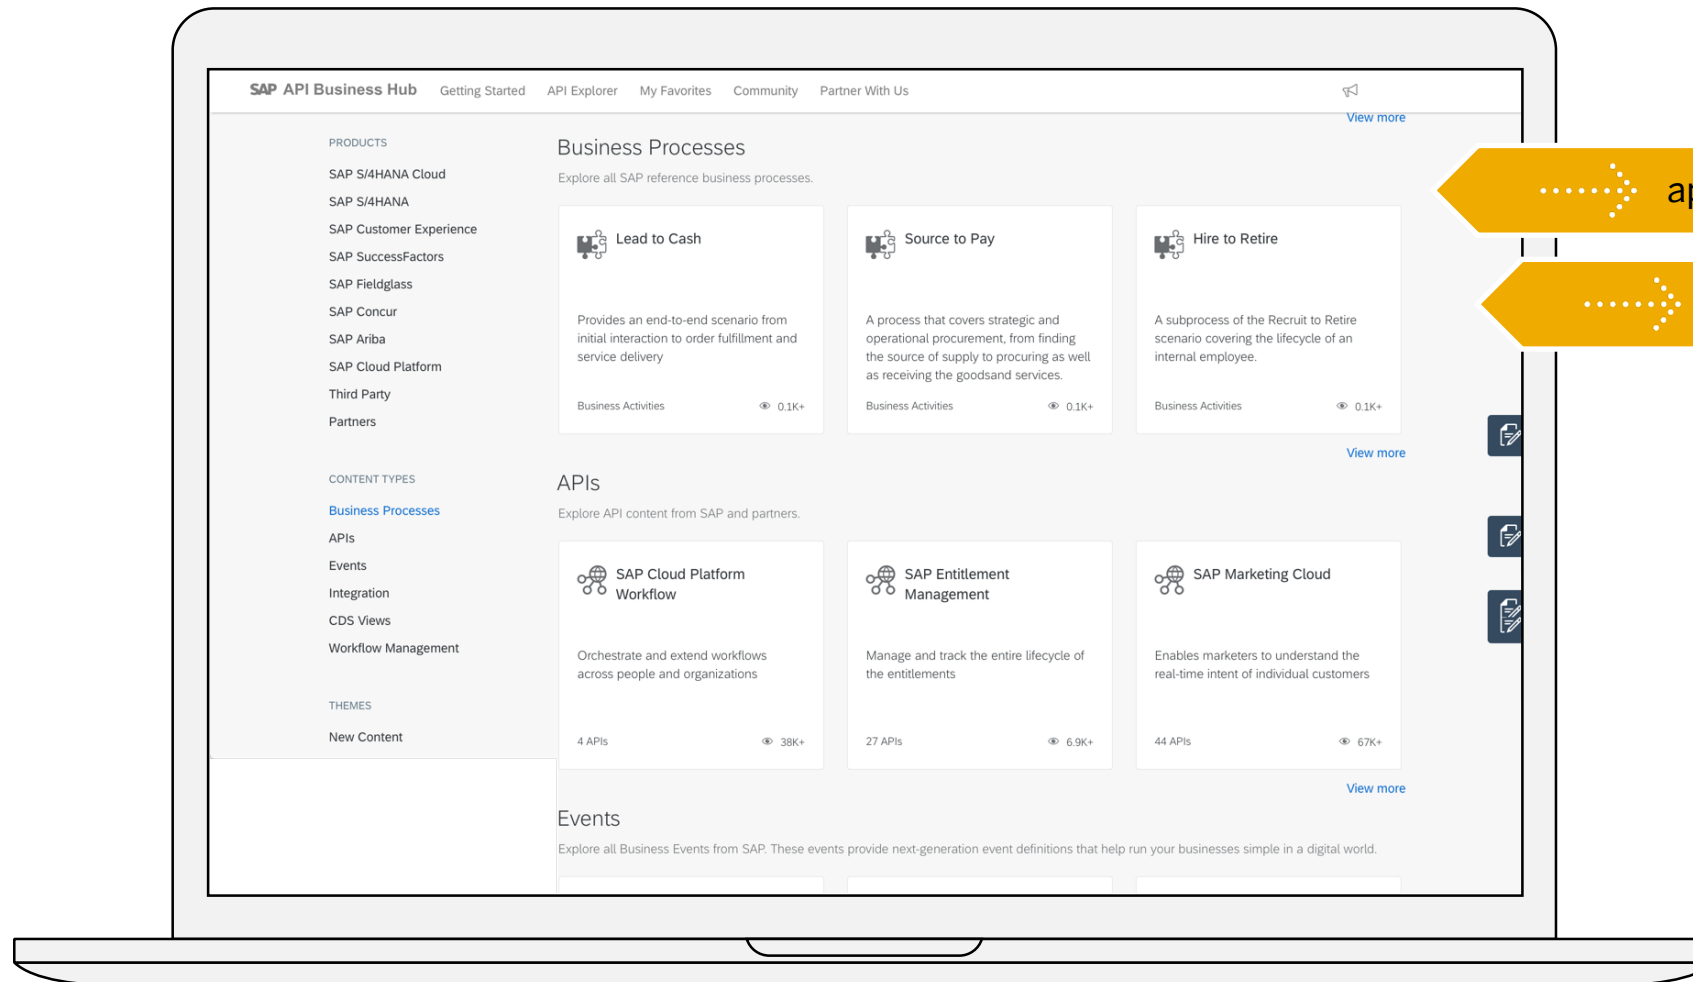 SAP API Business Hub Getting Started API Explorer My Favorites Community Partner With Us
View more
PRODUCTS
SAP S/4HANA Cloud
SAP S/4HANA
SAP Customer Experience
SAP SuccessFactors
SAP Fieldglass
SAP Concur
SAP Ariba
SAP Cloud Platform
Third Party
Partners
CONTENT TYPES
Business Processes
APIs
Events
Integration
CDS Views
Workflow Management
THEMES
New Content
Business Processes
Explore all SAP reference business processes.
Lead to Cash
Provides an end-to-end scenario from
initial interaction to order fulfillment and
service delivery
Business Activities 0.1K+
Source to Pay
A process that covers strategic and
operational procurement, from finding
the source of supply to procuring as well
as receiving the goodsand services.
Business Activities 0.1K+
Hire to Retire
A subprocess of the Recruit to Retire
scenario covering the lifecycle of an
internal employee.
Business Activities 0.1K+
View more
APIs
Explore API content from SAP and partners.
SAP Cloud Platform
Workflow
Orchestrate and extend workflows
across people and organizations
4 APIs 38K+
SAP Entitlement
Management
Manage and track the entire lifecycle of
the entitlements
27 APIs 6.9K+
SAP Marketing Cloud
Enables marketers to understand the
real-time intent of individual customers
44 APIs 67K+
View more
Events
Explore all Business Events from SAP. These events provide next-generation event definitions that help run your businesses simple in a digital world.